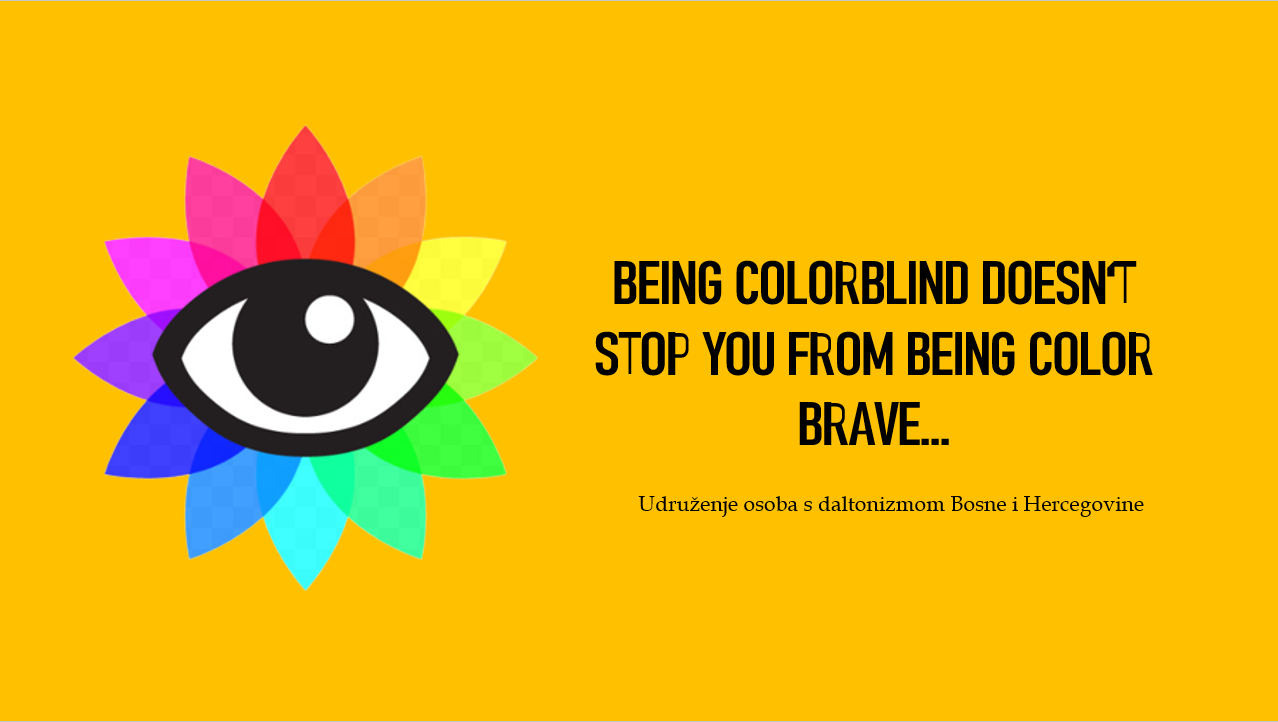 BEING COLORBLIND DOESN'T
STOP YOU FROM BEING COLOR
BRAVE...
Udruženje osoba s daltonizmom Bosne i Hercegovine